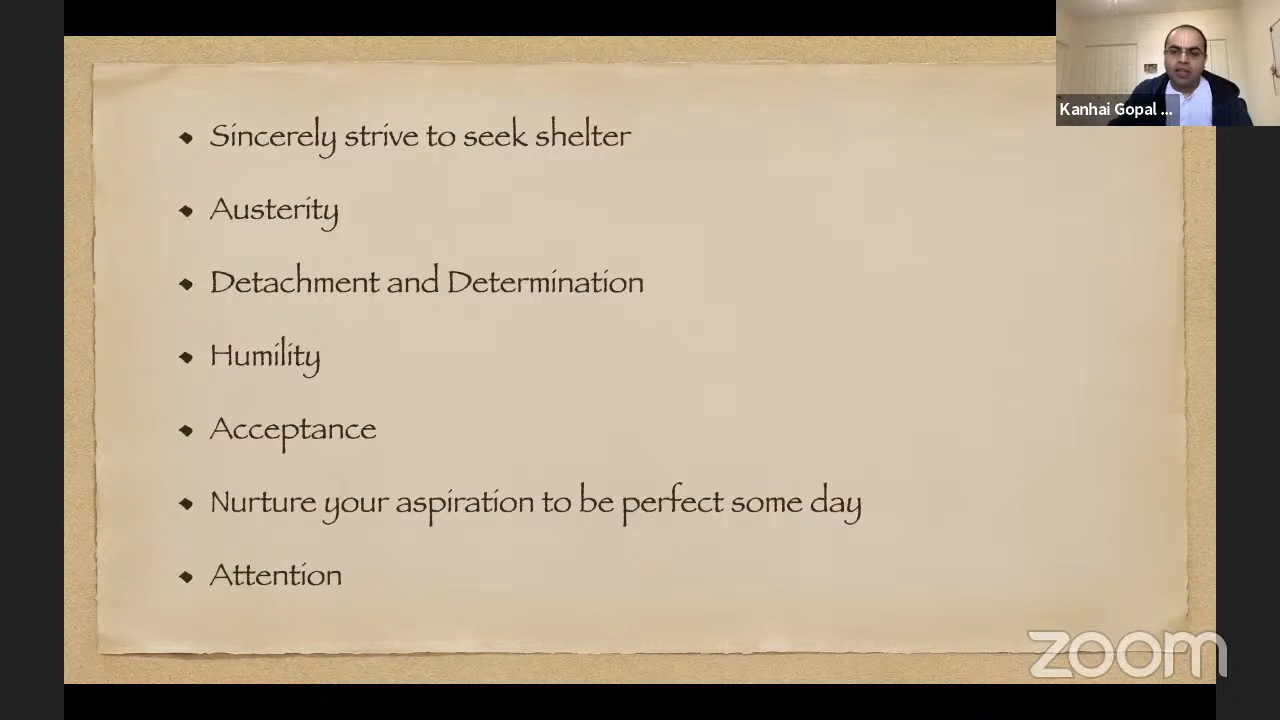 Kanhai Gopal ...
• Sincerely strive to seek shelter
• Austerity
• Detachment and Determination
• Humility
• Acceptance
• Nurture your aspiration to be perfect some day
• Attention
zoom